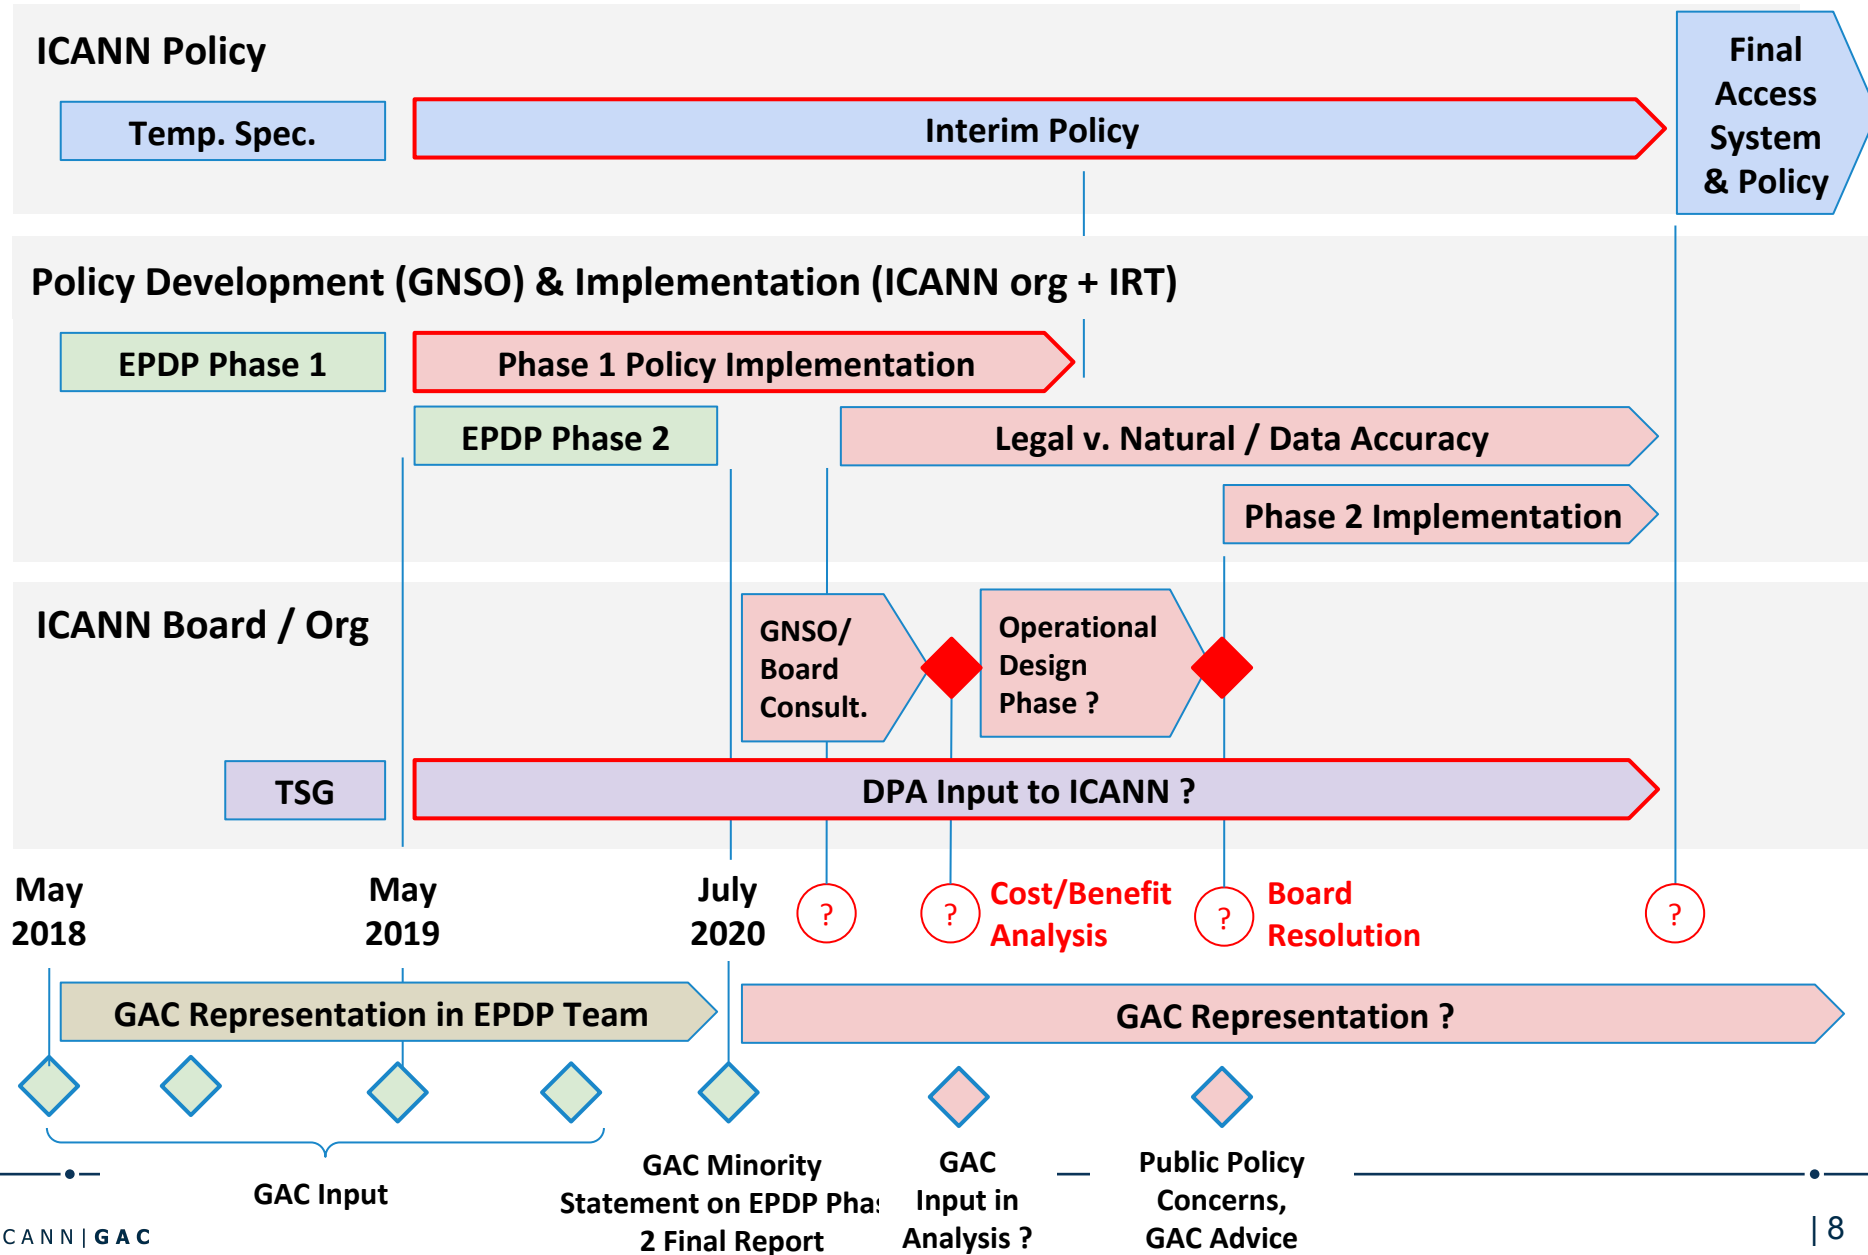 ICANN Policy
Final
Access
System
& Policy
Temp. Spec.
Interim Policy
Policy Development (GNSO) & Implementation (ICANN org + IRT)
EPDP Phase 1
Phase 1 Policy Implementation
EPDP Phase 2
Legal v. Natural / Data Accuracy
Phase 2 Implementation
ICANN Board / Org
GNSO/
Board
Consult.
Operational
Design
Phase ?
TSG
DPA Input to ICANN ?
May
2018
May
2019
July
2020
?
?
Cost/Benefit
Analysis
?
Board
Resolution
?
GAC Representation in EPDP Team
GAC Representation ?
GAC Input
GAC Minority
Statement on EPDP Phas
2 Final Report
GAC
Input in
Analysis ?
Public Policy
Concerns,
GAC Advice
CANN|GAC
| 8